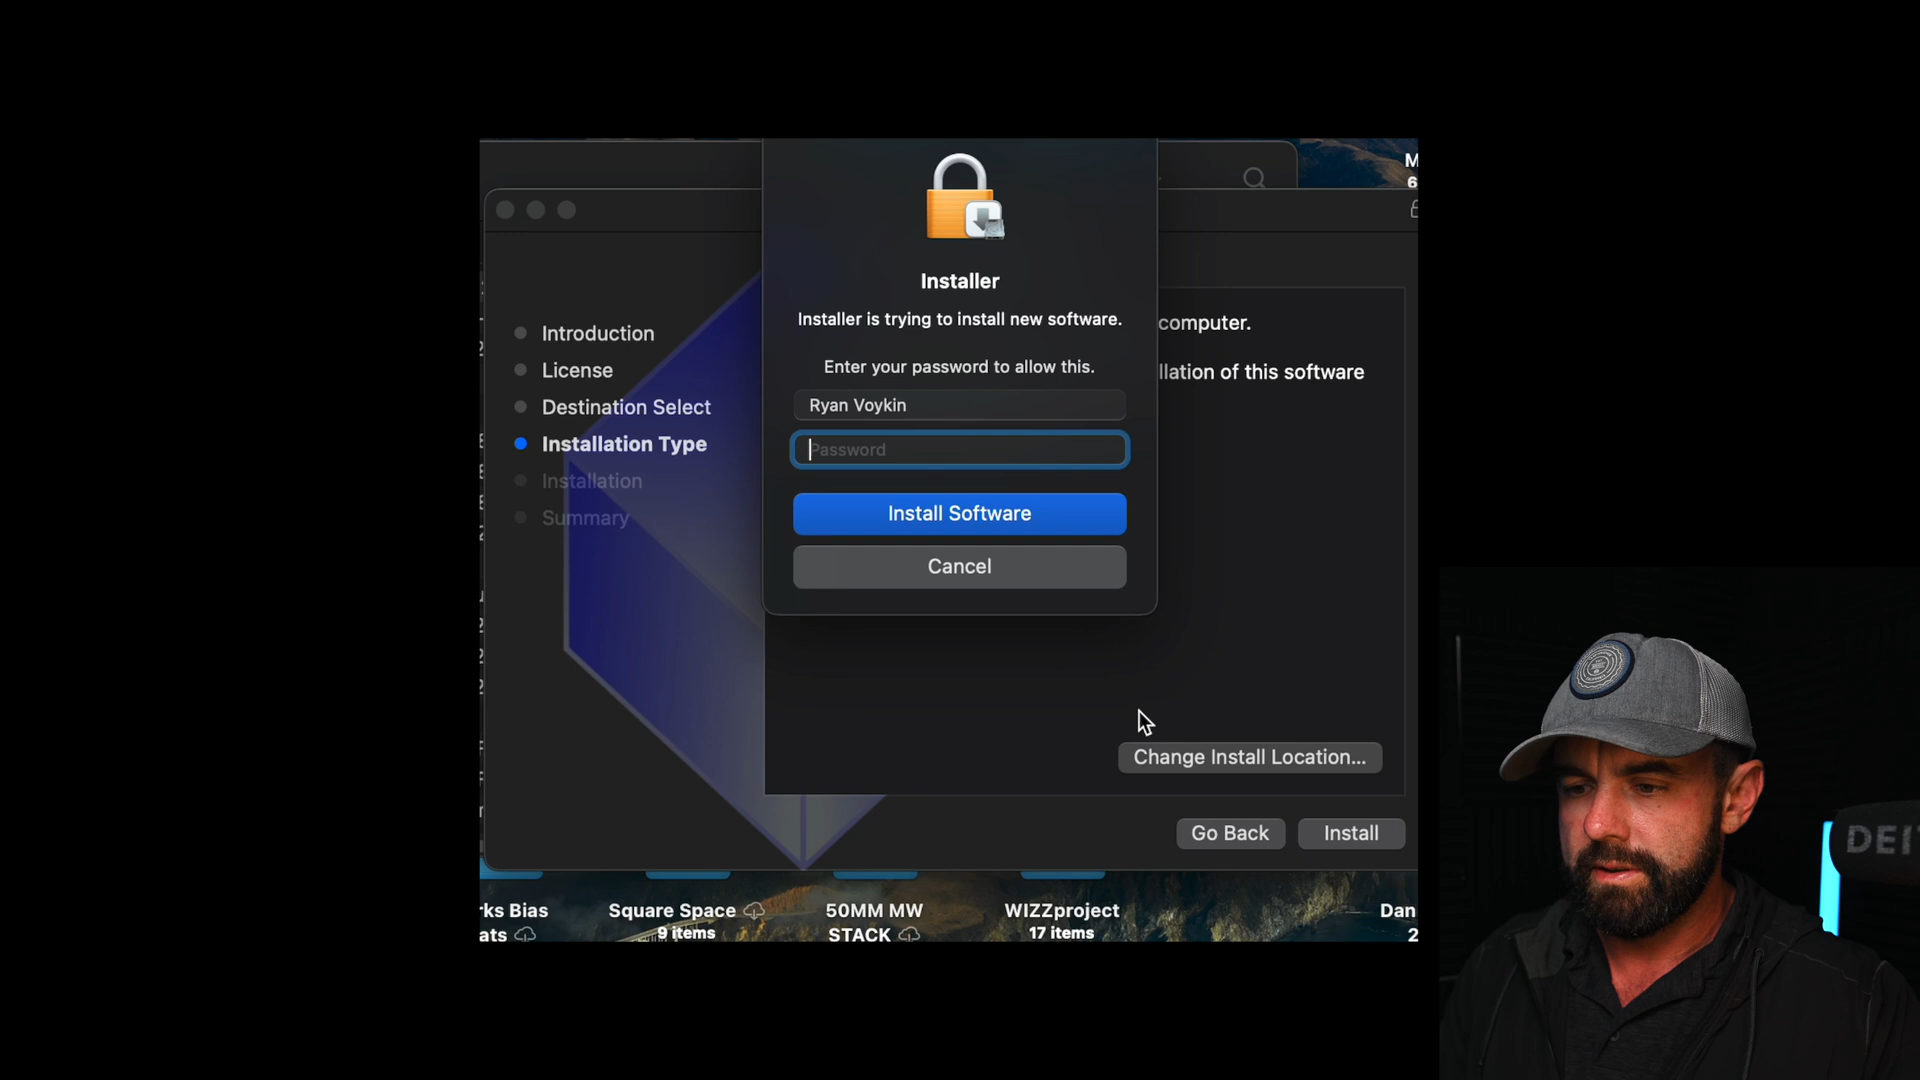 M
6
Installer
Installer is trying to install new software.
Enter your password to allow this.
Ryan Voykin
Password
Install Software
Cancel
Introduction
License
Destination Select
Installation Type
Installation
Summary
computer.
llation of this software
Change Install Location...
Go Back
Install
rks Bias
ats
Square Space
9 items
50MM MW
STACK
WIZZproject
17 items
Dan
2
DEIT